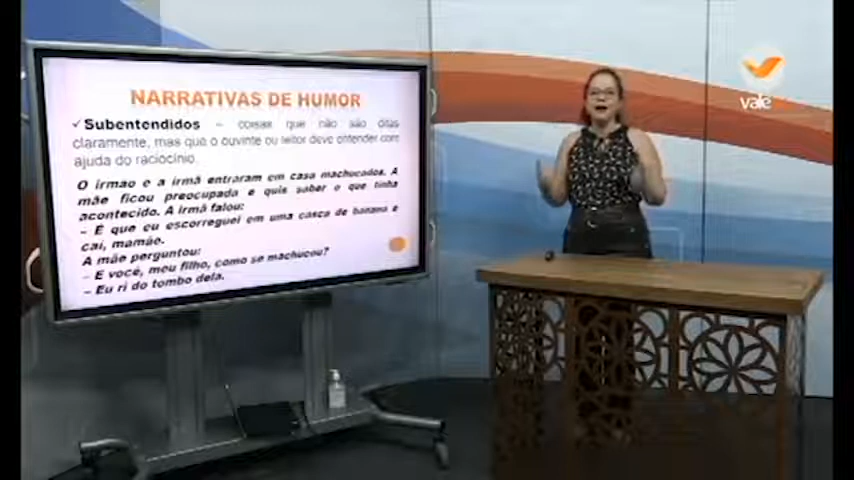 NARRATIVAS DE HUMOR
✓Subentendidos – coisas que não são ditas
claramente, mas que o ouvinte ou leitor deve entender com
ajuda do raciocínio.
O irmão e a irmã entraram em casa machucados. A
mãe ficou preocupada e quis saber o que tinha
acontecido. A irmã falou:
– É que eu escorreguei em uma casca de banana e
caí, mamãe.
A mãe perguntou:
– E você, meu filho, como se machucou?
– Eu ri do tombo dela.
vale